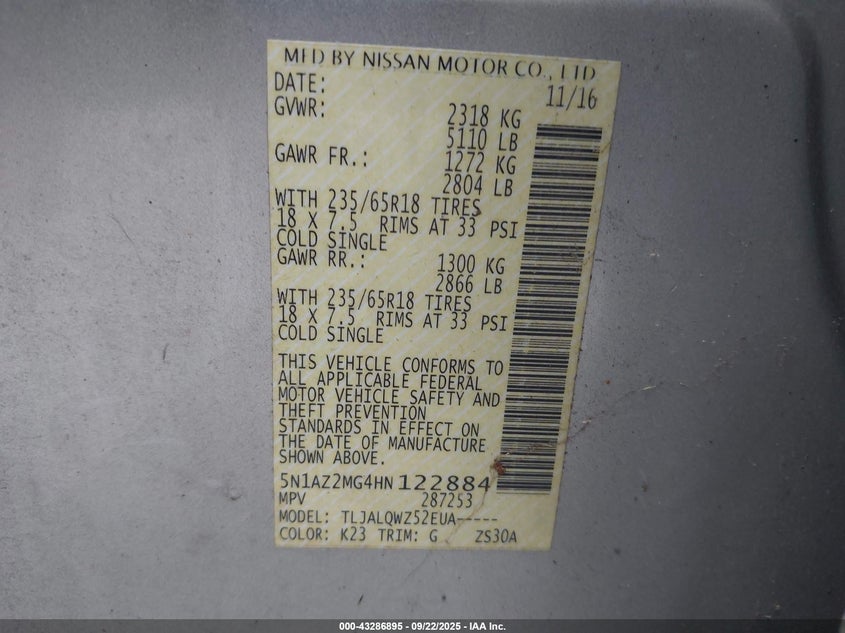 MFD BY NISSAN MOTOR CO., LTD
DATE: 11/16
GVWR: 2318 KG
5110 LB
GAWR FR.: 1272 KG
2804 LB
WITH 235/65R18 TIRES
18 X 7.5 RIMS AT 33 PSI
COLD SINGLE
GAWR RR.: 1300 KG
2866 LB
WITH 235/65R18 TIRES
18 X 7.5 RIMS AT 33 PSI
COLD SINGLE
THIS VEHICLE CONFORMS TO
ALL APPLICABLE FEDERAL
MOTOR VEHICLE SAFETY AND
THEFT PREVENTION
STANDARDS IN EFFECT ON
THE DATE OF MANUFACTURE
SHOWN ABOVE.
5N1AZ2MG4HN122884
MPV 287253
MODEL: TLJALQWZ52EUA-----
COLOR: K23 TRIM: G ZS30A
000-43286895 - 09/22/2025 - IAA Inc.